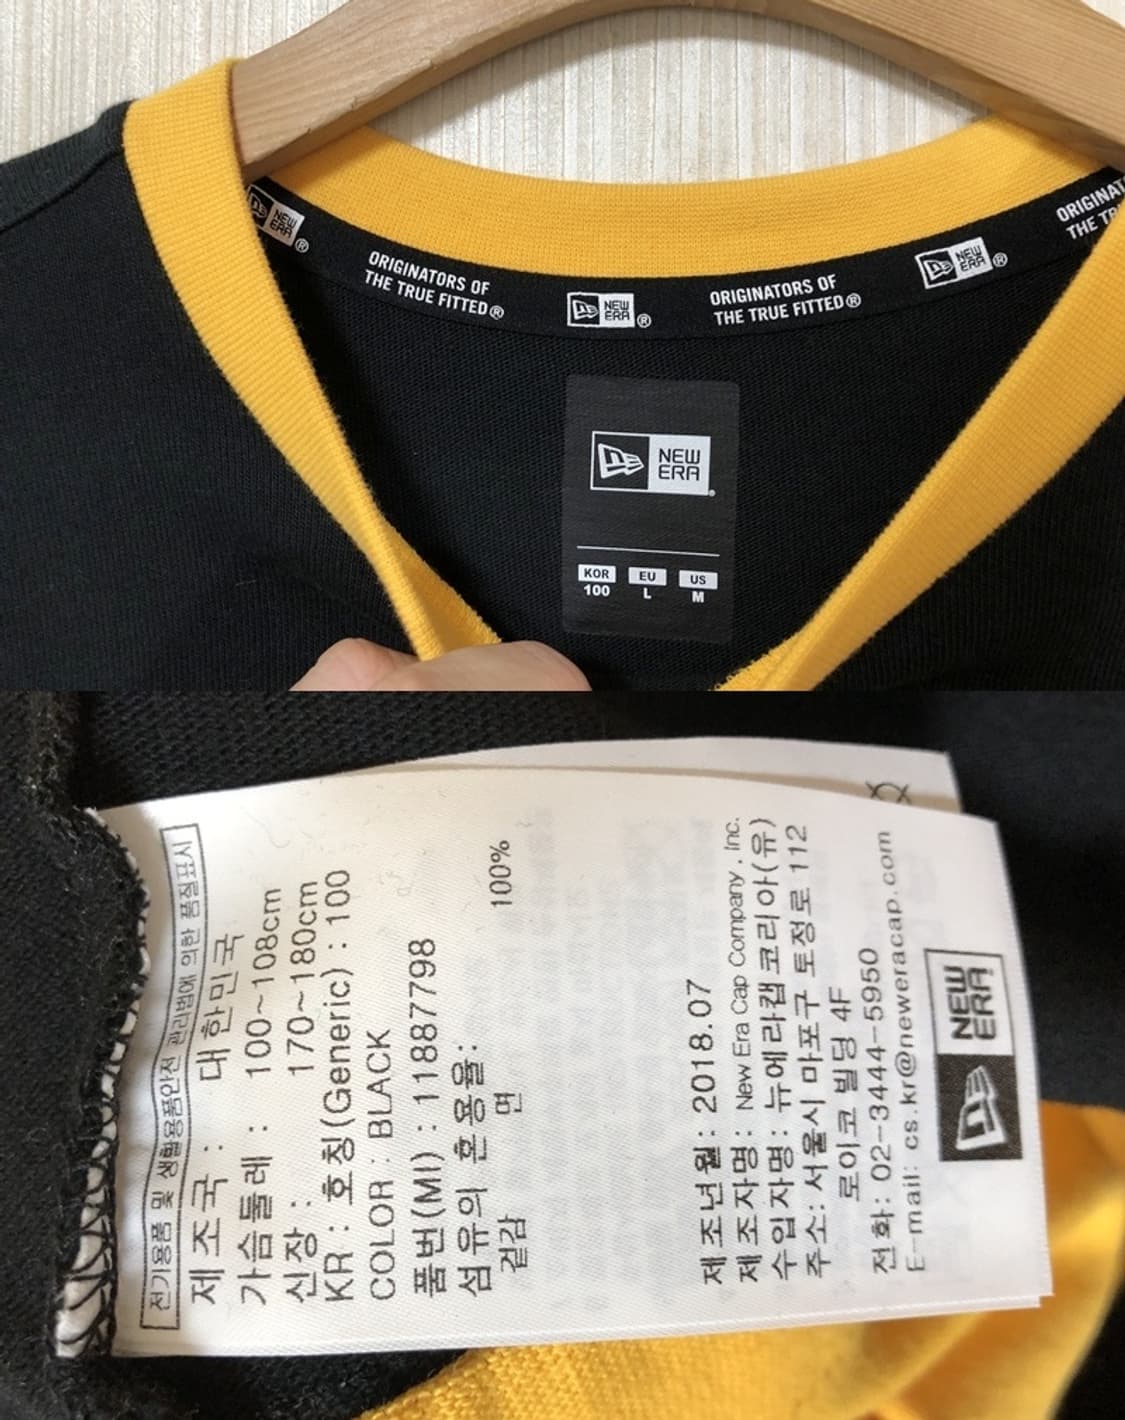 NEW
ERA
®
ORIGINATORS OF
THE TRUE FITTED®
NEW
ERA
®
ORIGINATORS OF
THE TRUE FITTED®
NEW
ERA
®
ORIGINAT
THE TR
NEW
ERA
KOR EU US
100 L M
전기용품 및 생활용품안전 관리법에 의한 품질표시
제 조 국 : 대한민국
가슴둘레 : 100~108cm
신장 : 170~180cm
KR : 호칭(Generic) : 100
COLOR : BLACK
품번(MI) : 11887798
섬유의 혼용율:
겉감 면 100%
제조년월 : 2018.07
제조자명 : New Era Cap Company . Inc.
수입자명 : 뉴에라캡코리아(유)
주소: 서울시 마포구 토정로 112
로이코 빌딩 4F
전화: 02-3444-5950
E-mail: cs.kr@neweracap.com
NEW
ERA